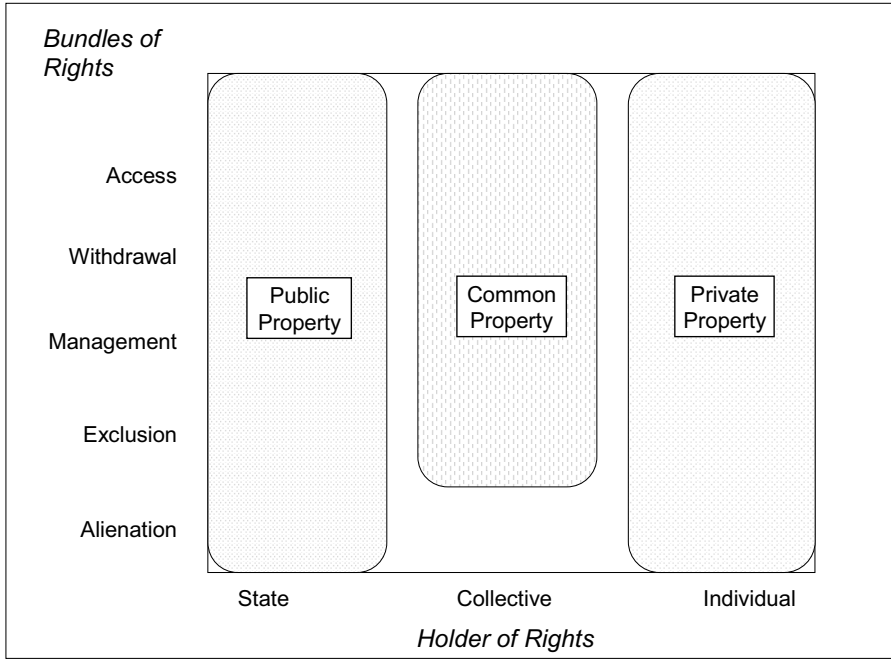 Bundles of
Rights
Access
Withdrawal
Management
Exclusion
Alienation
Public
Property
Common
Property
Private
Property
State
Collective
Individual
Holder of Rights